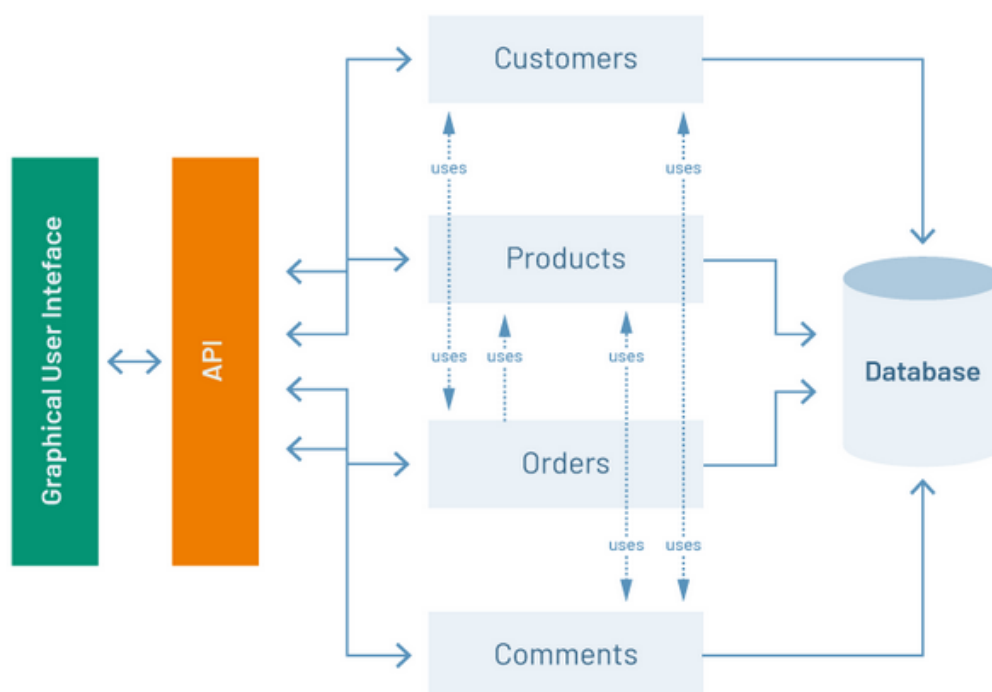 Customers
uses
uses
Graphical User Inteface
API
Products
uses
uses
uses
Database
Orders
uses
uses
Comments